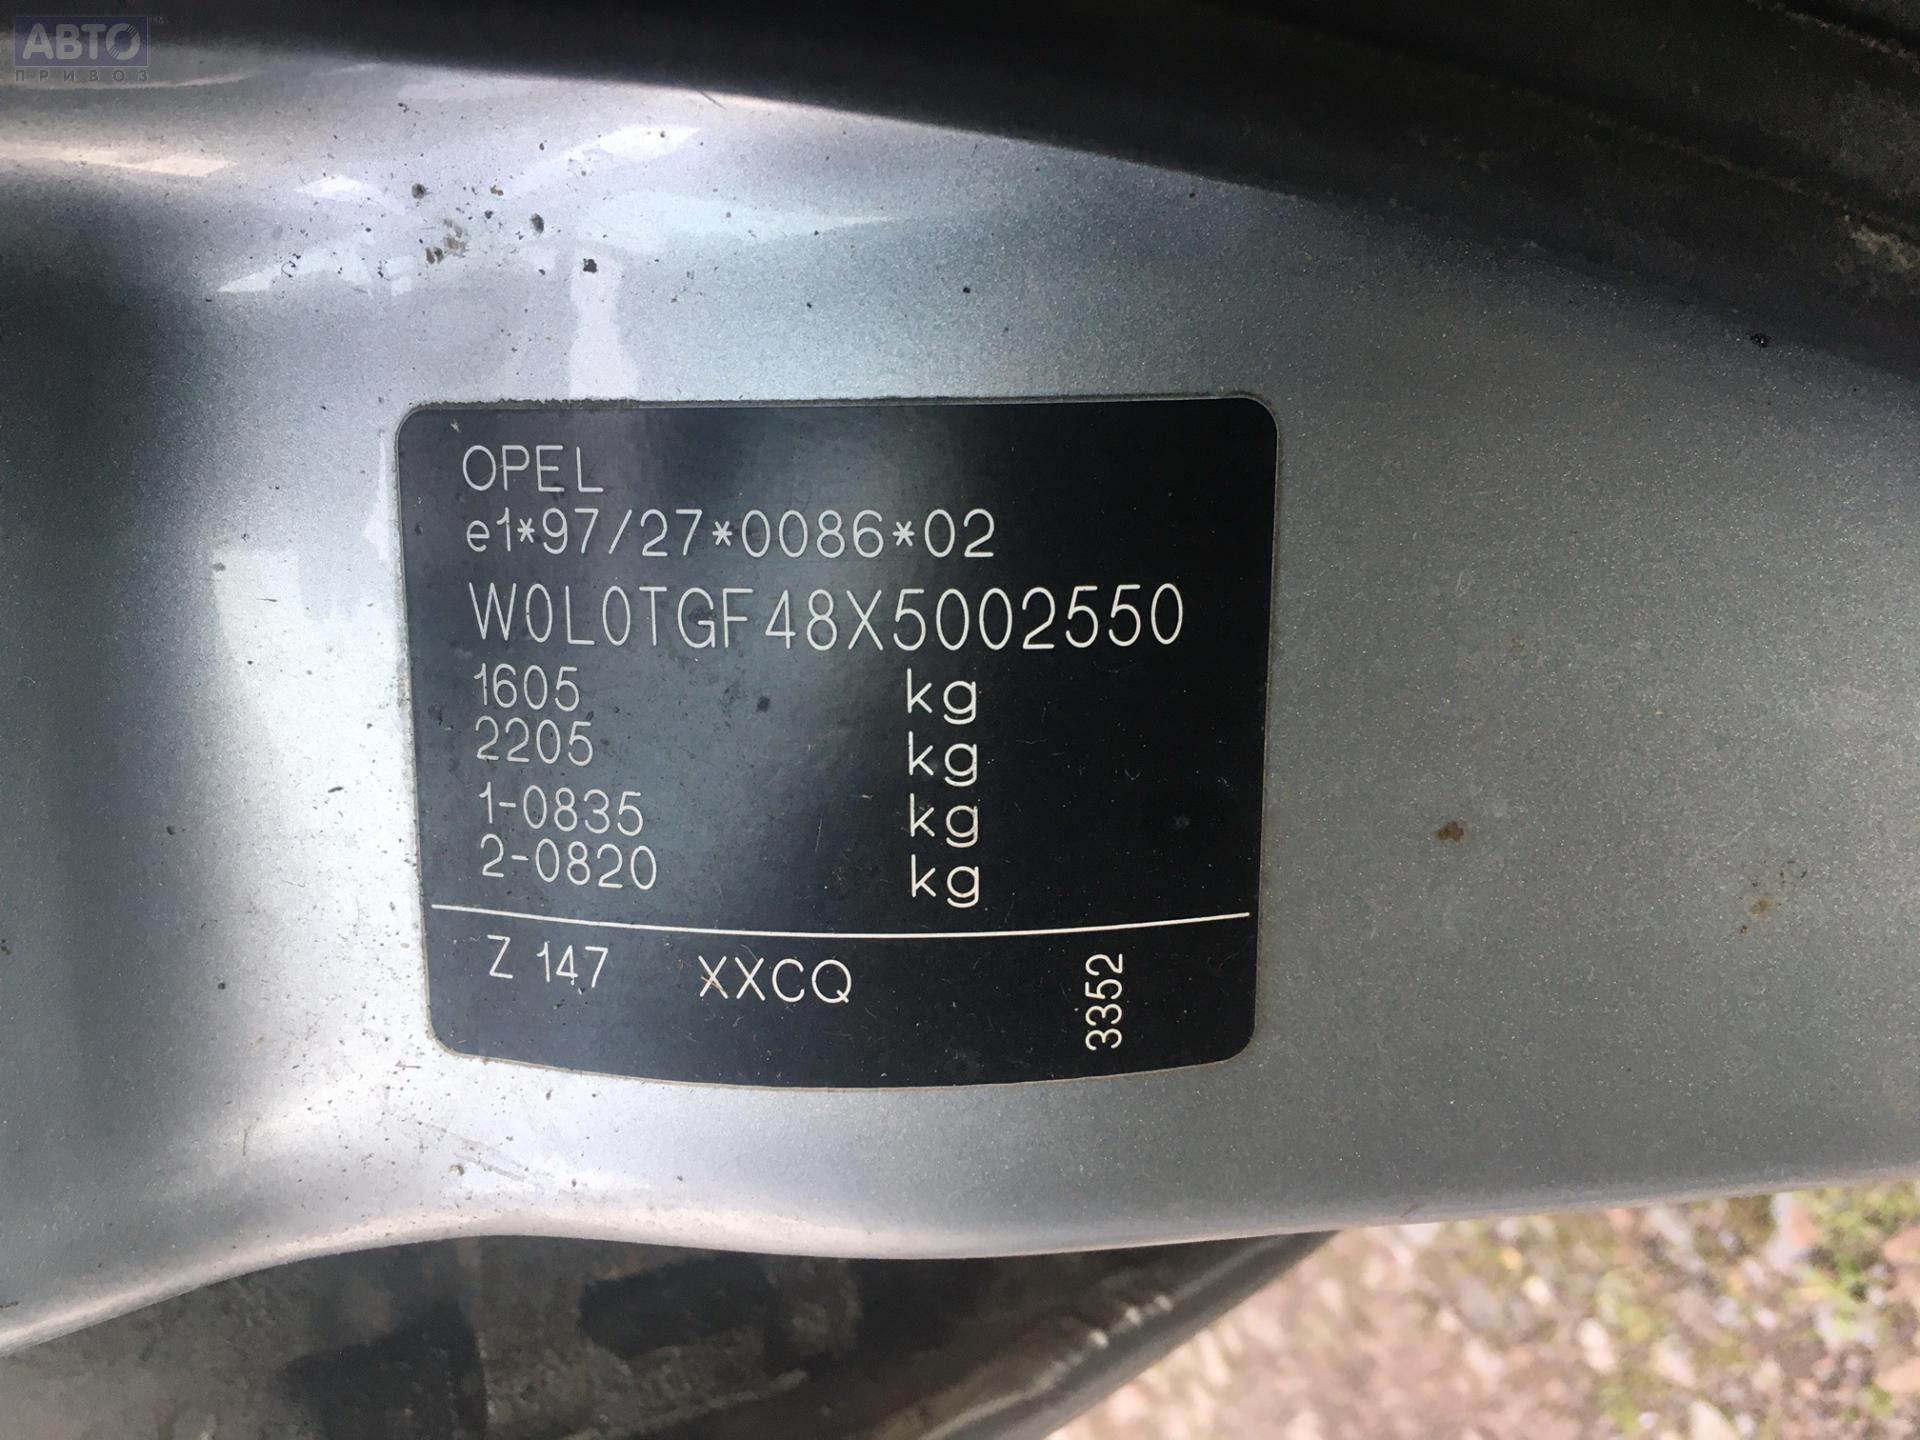 АВТО
ПРИВОЗ
OPEL
e1*97/27*0086*02
W0L0TGF48X5002550
1605 kg
2205 kg
1-0835 kg
2-0820 kg
Z 147 XXCQ 3352